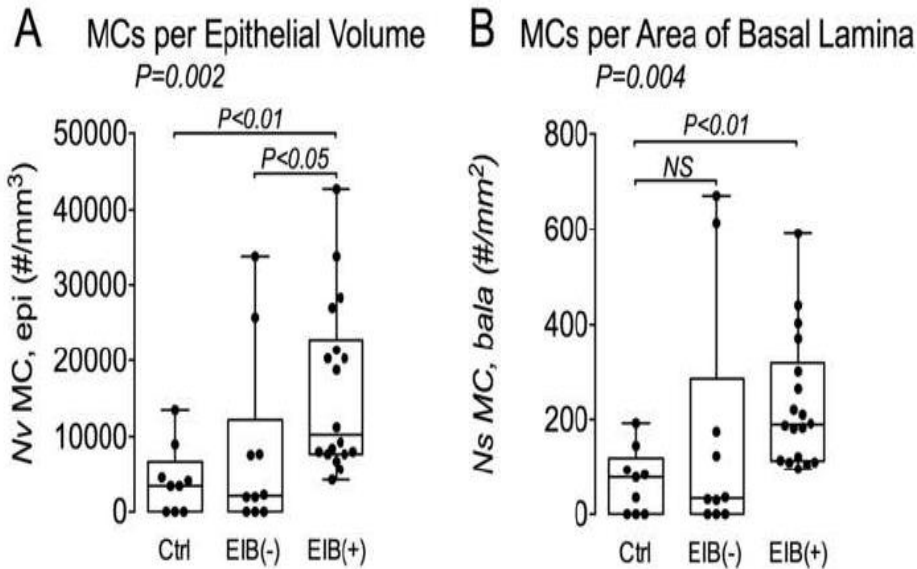 A MCs per Epithelial Volume
P=0.002
P<0.01
P<0.05
50000
40000
30000
20000
10000
0
Nv MC, epi (#/mm³)
Ctrl EIB(-) EIB(+)
B MCs per Area of Basal Lamina
P=0.004
P<0.01
NS
800
600
400
200
0
Ns MC, bala (#/mm²)
Ctrl EIB(-) EIB(+)